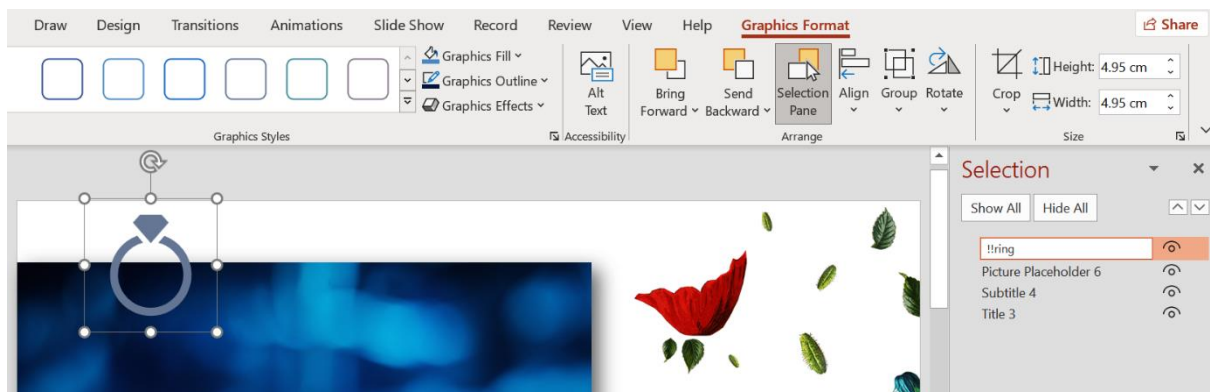 Draw Design Transitions Animations Slide Show Record Review View Help Graphics Format Share
Graphics Fill
Graphics Outline
Graphics Effects
Graphics Styles
Alt
Text
Accessibility
Bring
Forward
Send
Backward
Selection
Pane
Align
Group
Rotate
Arrange
Crop
Height: 4.95 cm
Width: 4.95 cm
Size
Selection
Show All Hide All
!!ring
Picture Placeholder 6
Subtitle 4
Title 3